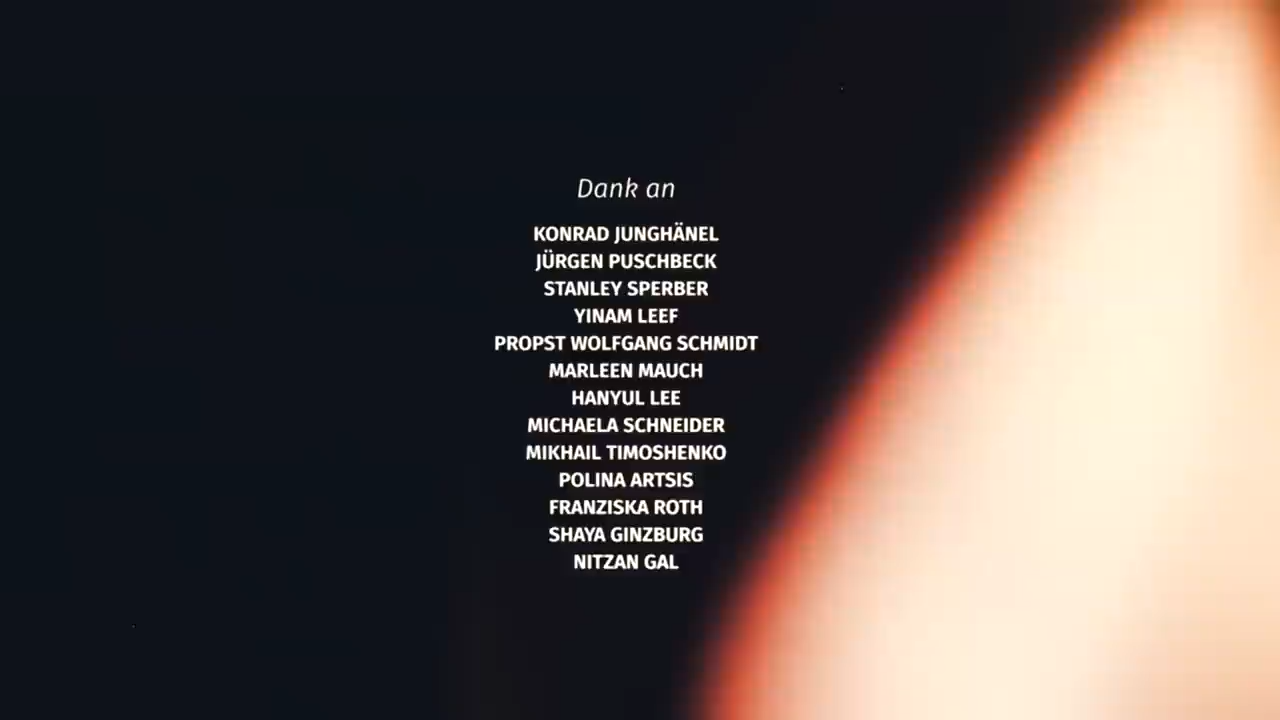 Dank an
KONRAD JUNGHÄNEL
JÜRGEN PUSCHBECK
STANLEY SPERBER
YINAM LEEF
PROPST WOLFGANG SCHMIDT
MARLEEN MAUCH
HANYUL LEE
MICHAELA SCHNEIDER
MIKHAIL TIMOSHENKO
POLINA ARTSIS
FRANZISKA ROTH
SHAYA GINZBURG
NITZAN GAL